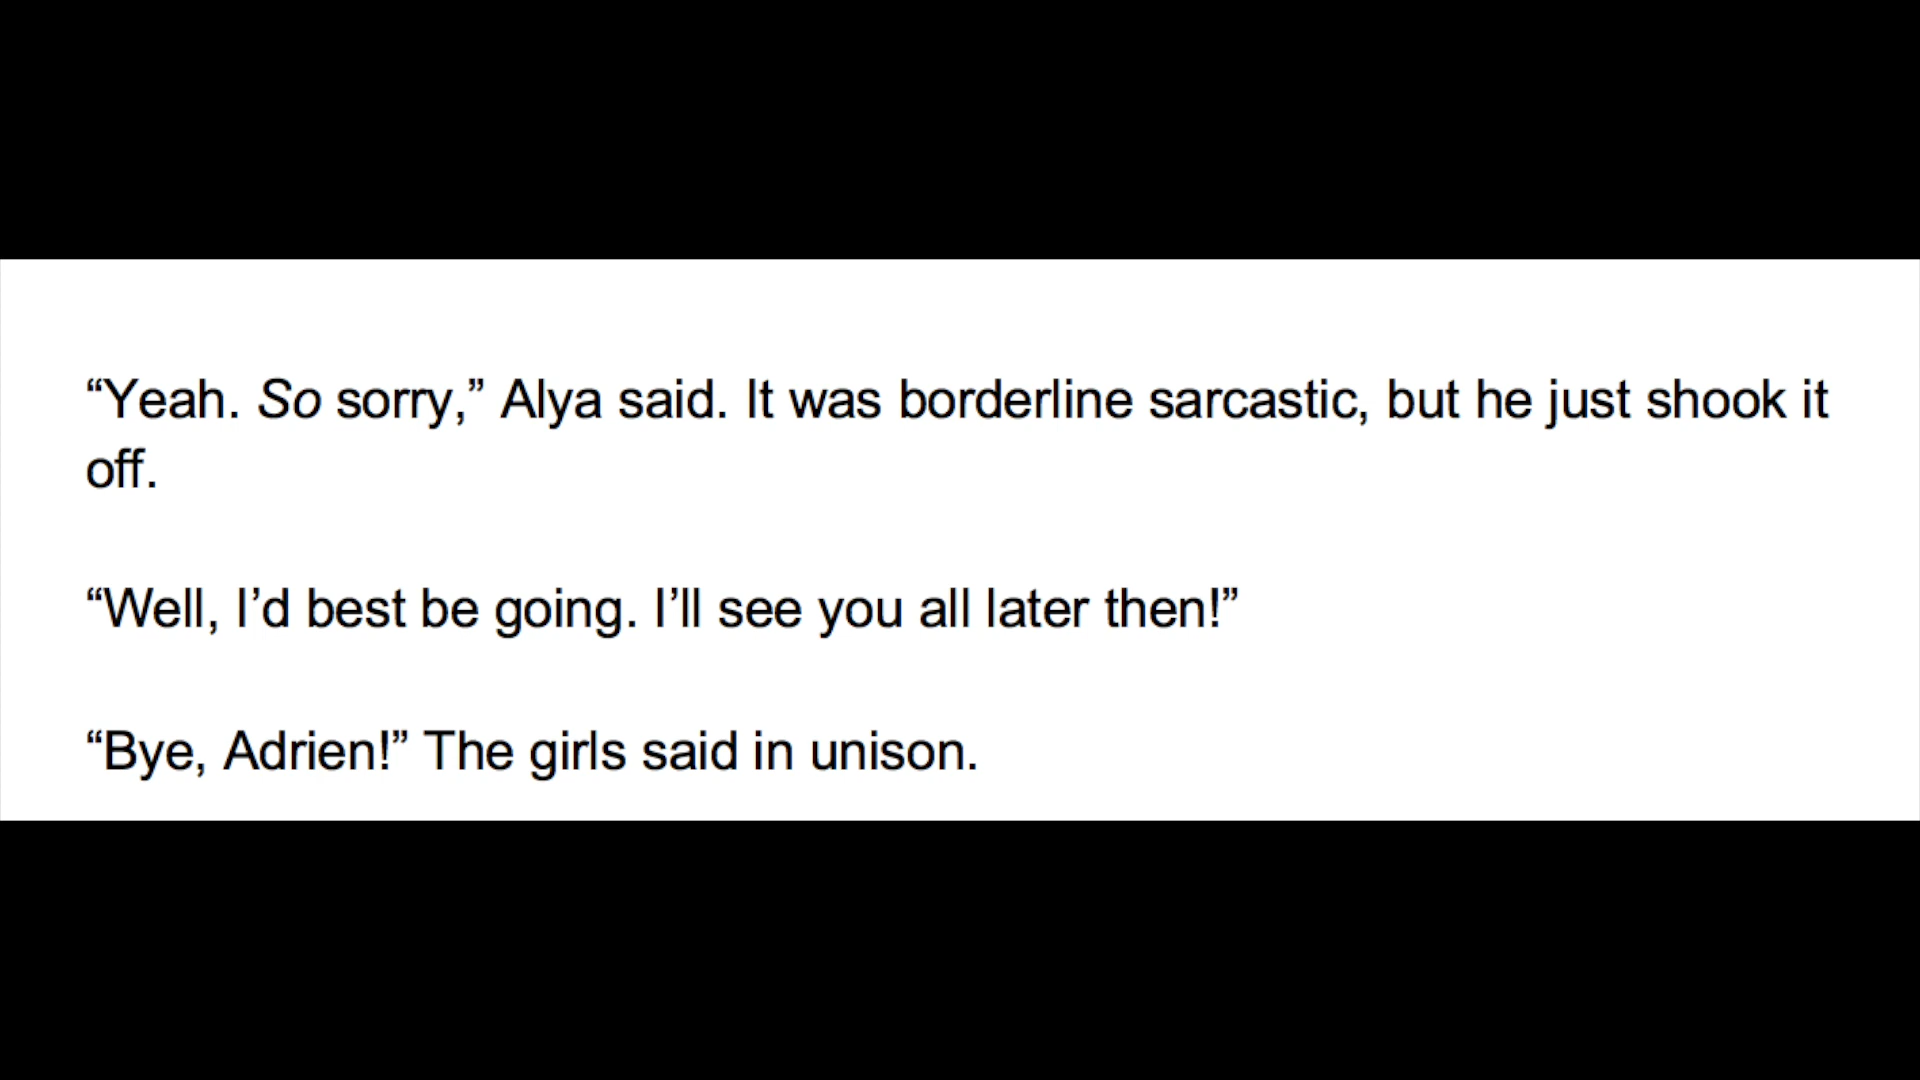 “Yeah. So sorry,” Alya said. It was borderline sarcastic, but he just shook it
off.
“Well, I’d best be going. I’ll see you all later then!”
“Bye, Adrien!” The girls said in unison.